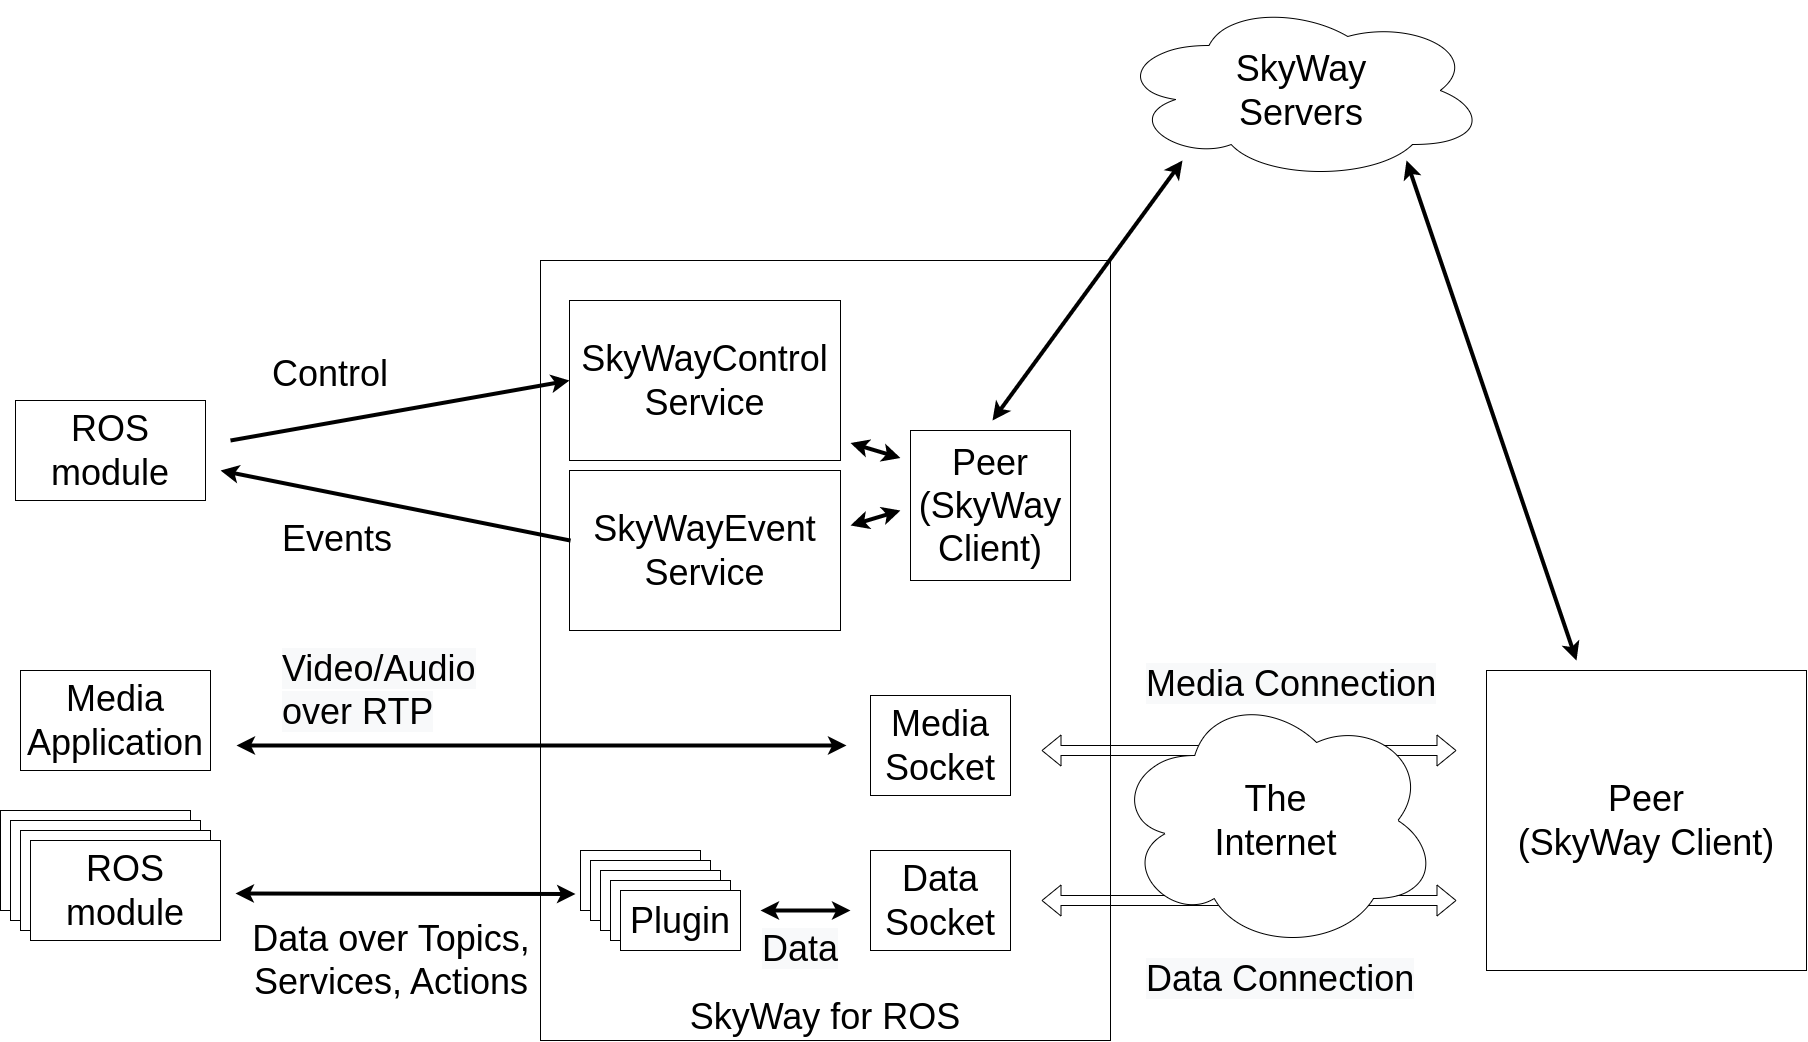 SkyWay
Servers
SkyWayControl
Service
Control
ROS
module
Peer
(SkyWay
Client)
Events
SkyWayEvent
Service
Video/Audio
over RTP
Media
Application
Media
Socket
Media Connection
The
Internet
Peer
(SkyWay Client)
ROS
module
Data over Topics,
Services, Actions
Plugin
Data
Data
Socket
Data Connection
SkyWay for ROS